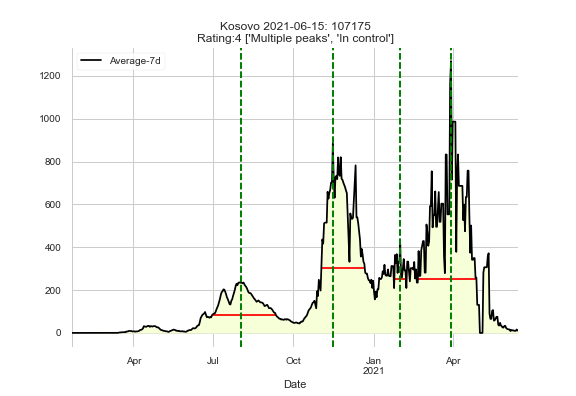 Kosovo 2021-06-15: 107175
Rating:4 ['Multiple peaks', 'In control']
Average-7d
1200
1000
800
600
400
200
0
Apr
Jul
Oct
Jan
2021
Apr
Date